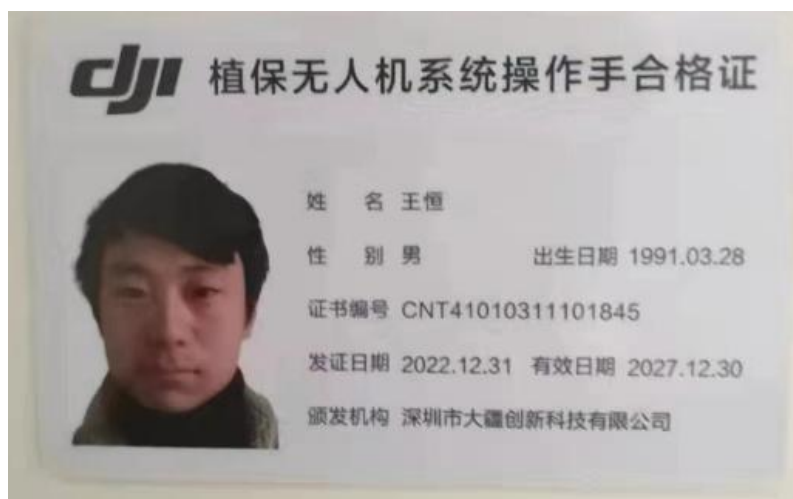 dji 植保无人机系统操作手合格证
姓 名 王恒
性 别 男 出生日期 1991.03.28
证书编号 CNT41010311101845
发证日期 2022.12.31 有效日期 2027.12.30
颁发机构 深圳市大疆创新科技有限公司